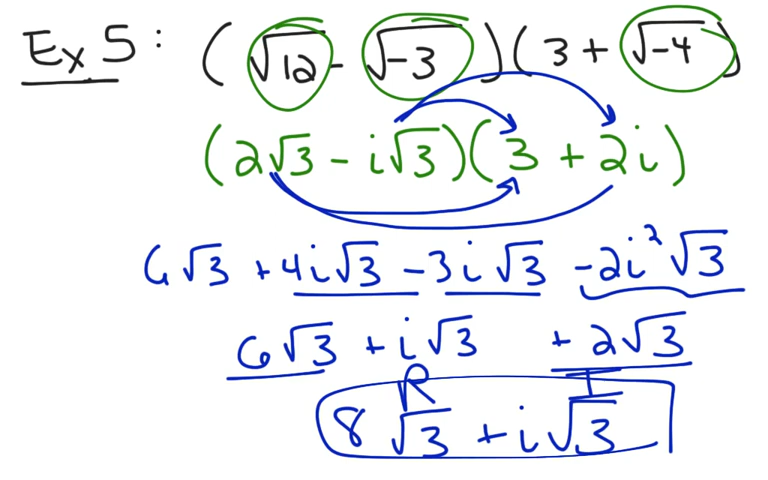 Ex 5: (√12 - √-3)(3 + √-4)
(2√3 - i√3)(3 + 2i)
6√3 + 4i√3 - 3i√3 - 2i²√3
6√3 + i√3 + 2√3
R I
8√3 + i√3